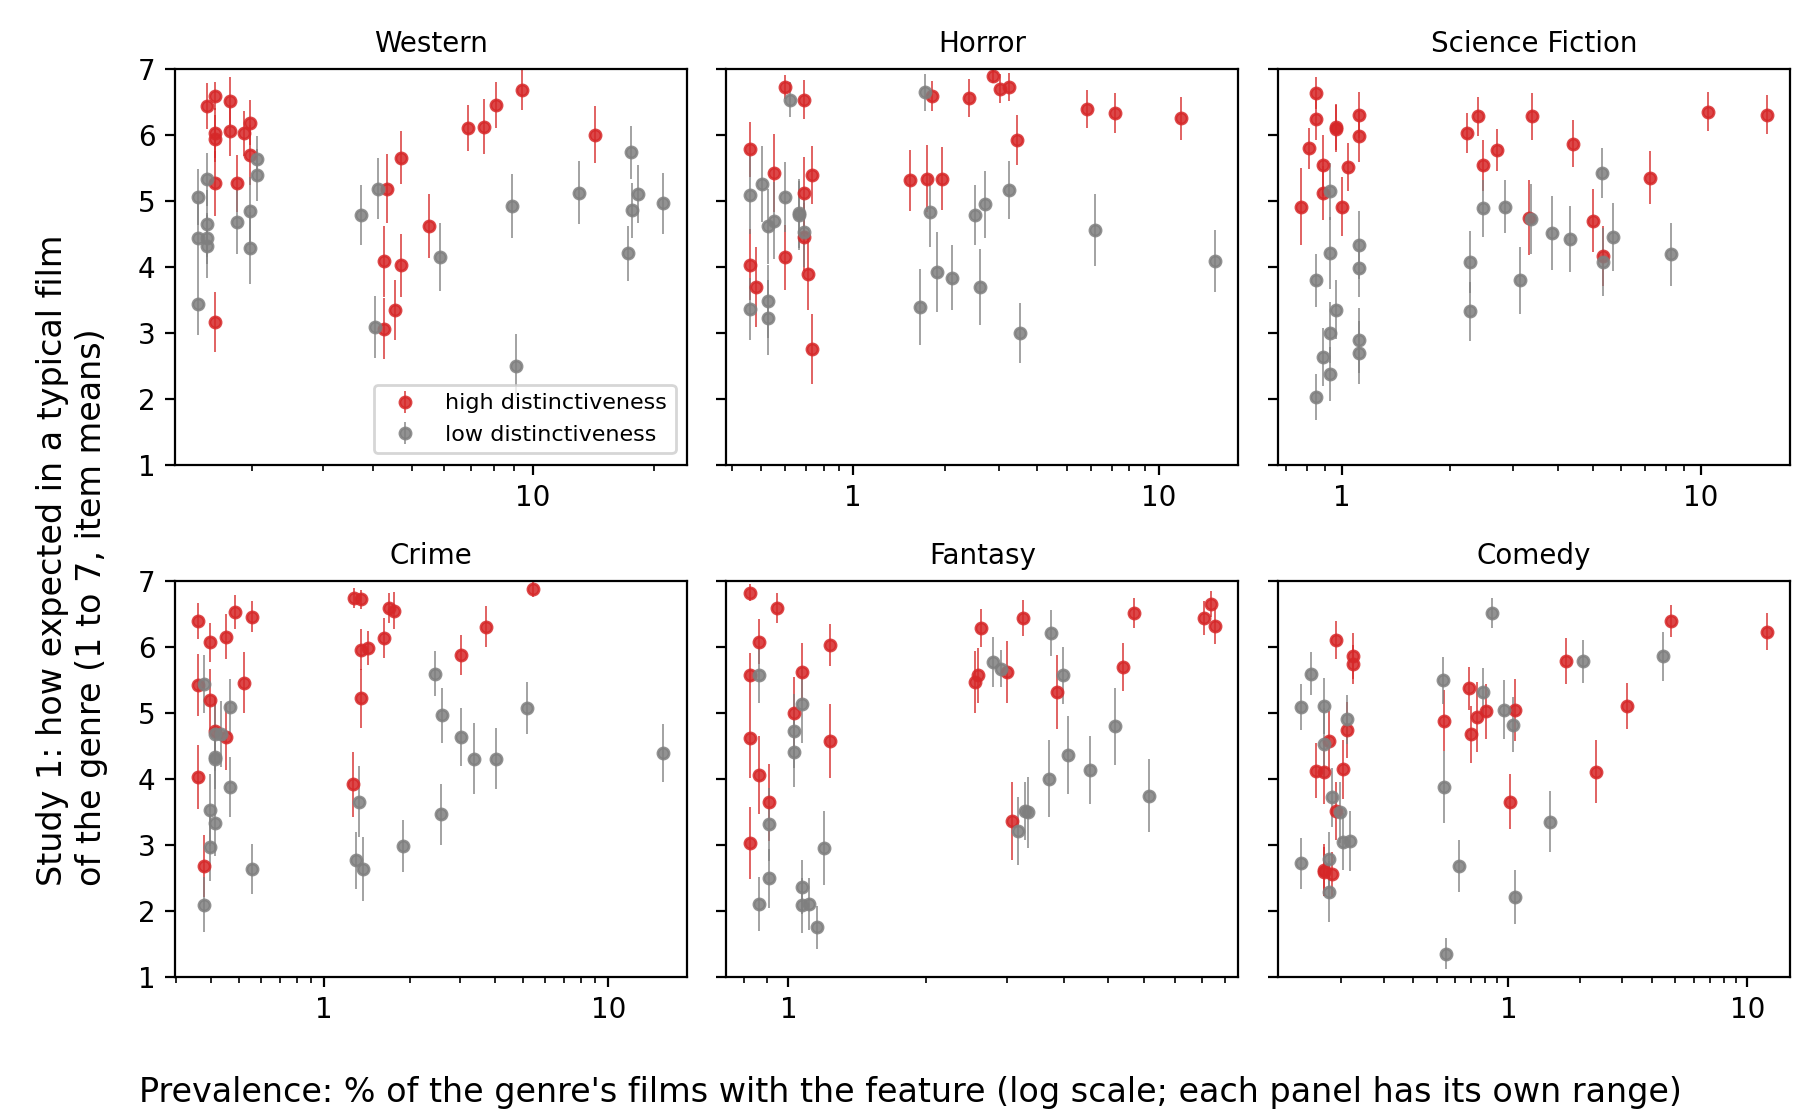 Western
Horror
Science Fiction
7
6
5
4
3
2
1
high distinctiveness
low distinctiveness
10
1
10
1
10
Crime
Fantasy
Comedy
7
6
5
4
3
2
1
1
10
1
1
10
Study 1: how expected in a typical film
of the genre (1 to 7, item means)
Prevalence: % of the genre's films with the feature (log scale; each panel has its own range)